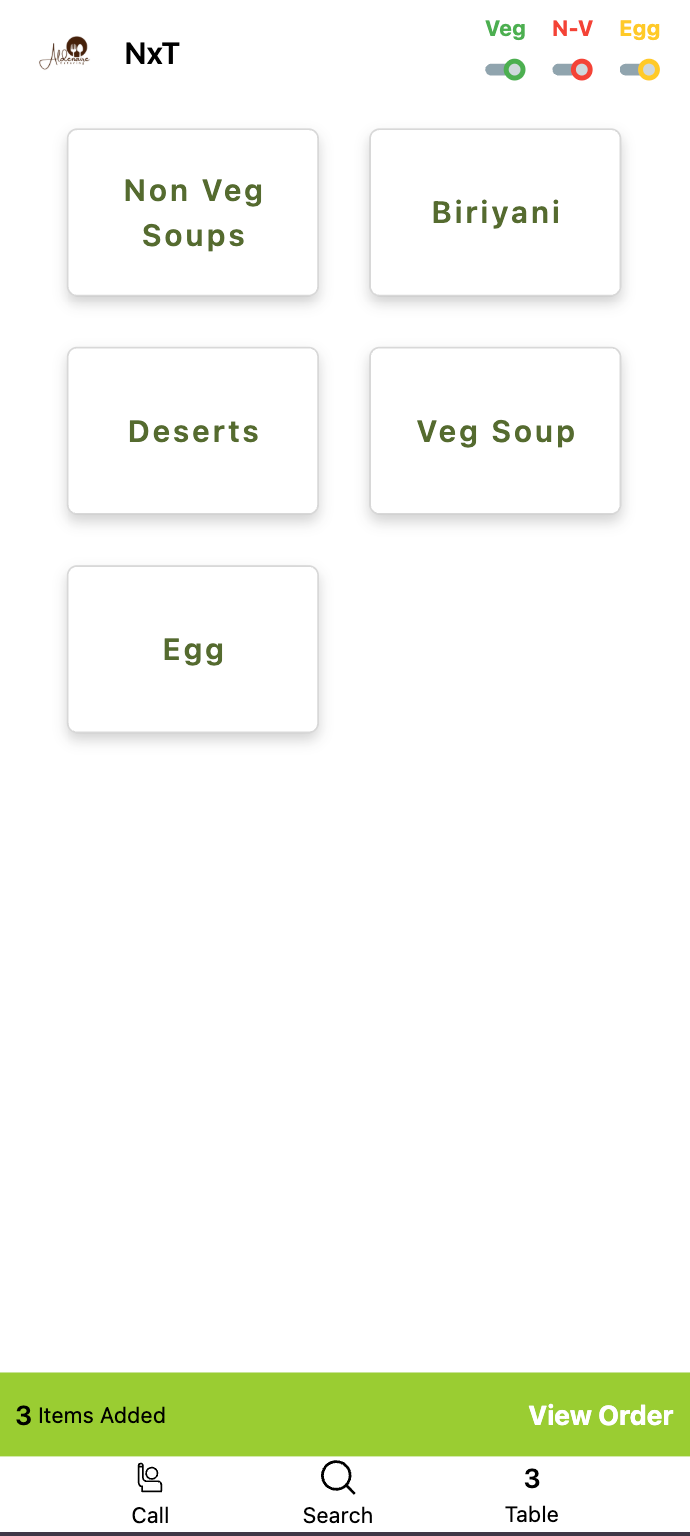 NxT
Veg N-V Egg
Non Veg
Soups
Biriyani
Deserts
Veg Soup
Egg
3 Items Added
View Order
Call
Search
3
Table